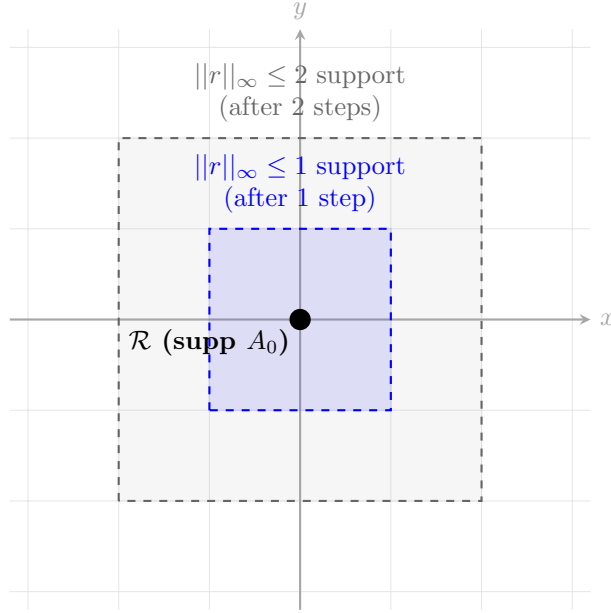 y
||r||∞ ≤ 2 support
(after 2 steps)
||r||∞ ≤ 1 support
(after 1 step)
x
ℛ (supp A₀)